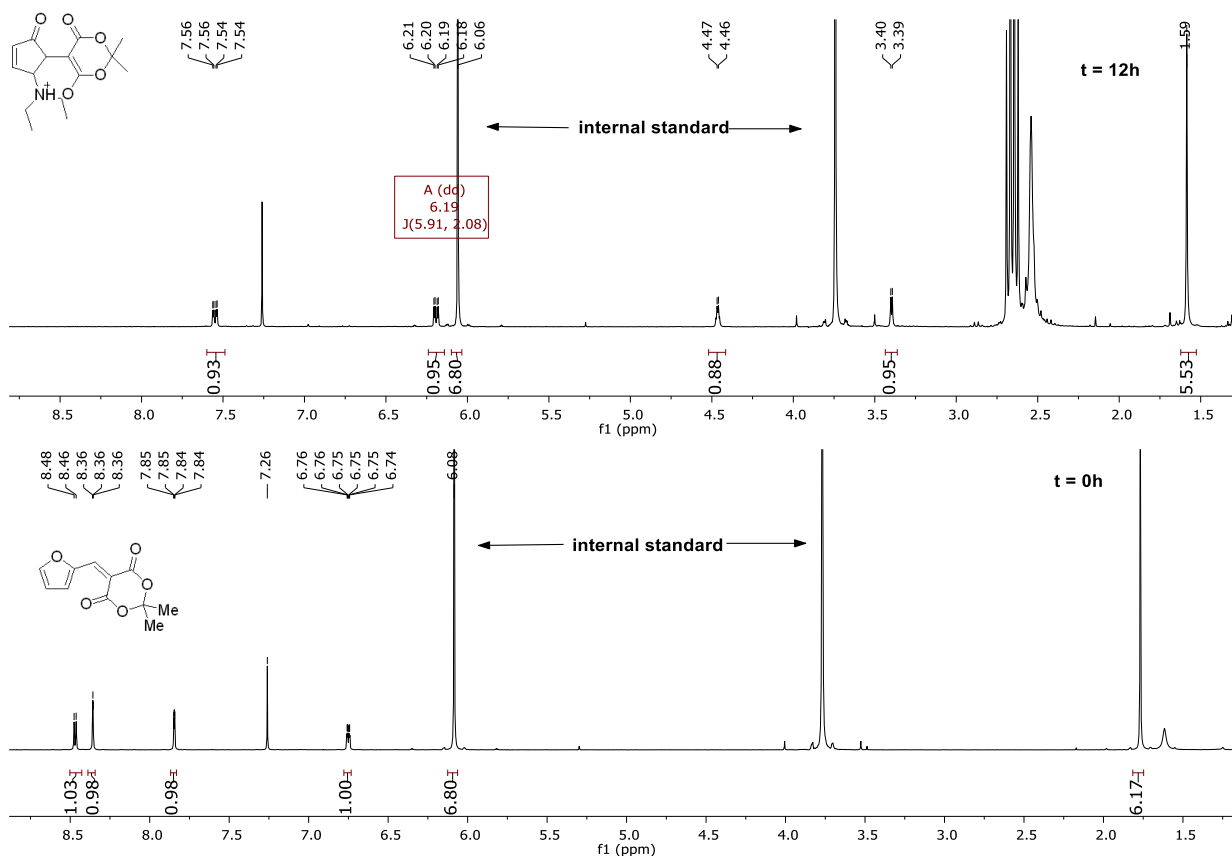 7.56
7.56
7.54
7.54
6.21
6.20
6.19
6.18
6.06
4.47
4.46
3.40
3.39
1.59
O
O
O
O
NH
+
O
-
t = 12h
internal standard
A (dd)
6.19
J(5.91, 2.08)
0.93
0.95
6.80
0.88
0.95
5.53
8.5 8.0 7.5 7.0 6.5 6.0 5.5 5.0 4.5 4.0 3.5 3.0 2.5 2.0 1.5
f1 (ppm)
8.48
8.46
8.36
8.36
8.36
7.85
7.85
7.84
7.84
7.26
6.76
6.76
6.75
6.75
6.75
6.74
6.08
t = 0h
internal standard
O
O
O
O
O
Me
Me
1.03
0.98
0.98
1.00
6.80
6.17
8.5 8.0 7.5 7.0 6.5 6.0 5.5 5.0 4.5 4.0 3.5 3.0 2.5 2.0 1.5
f1 (ppm)